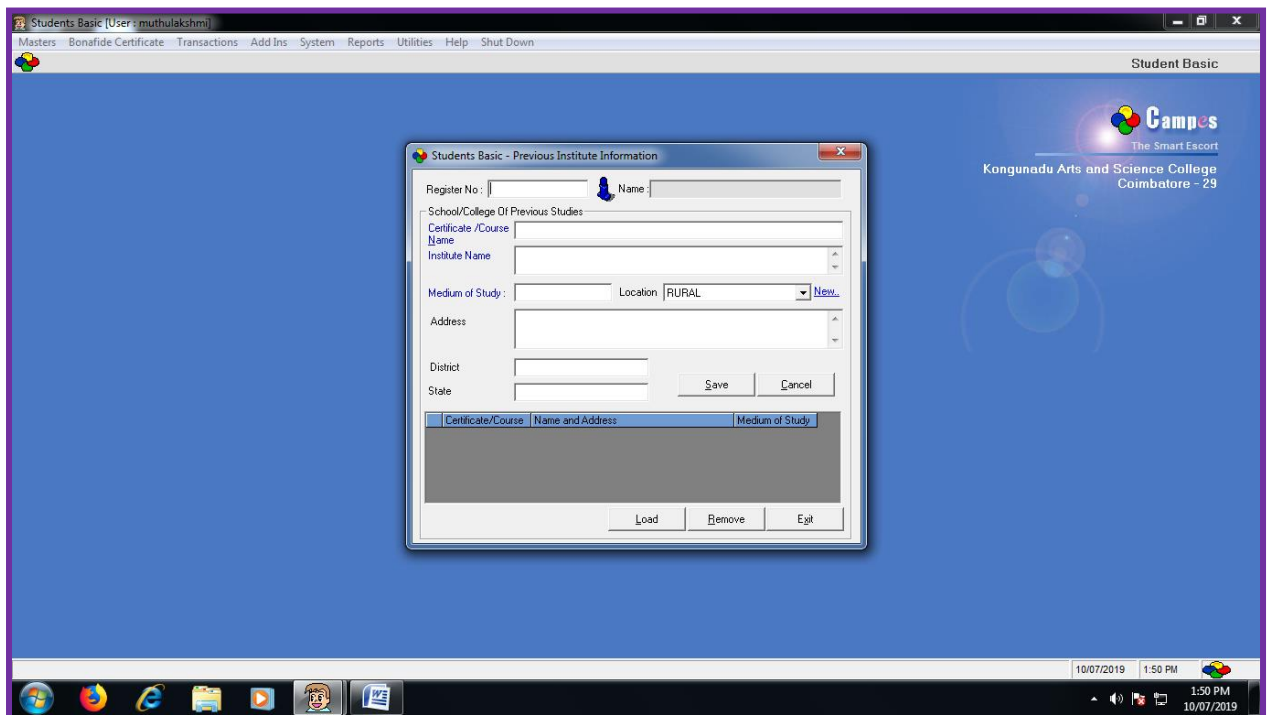 Students Basic [User : muthulakshmi]
Masters Bonafide Certificate Transactions Add Ins System Reports Utilities Help Shut Down
Student Basic
Campes
The Smart Escort
Kongunadu Arts and Science College
Coimbatore - 29
Students Basic - Previous Institute Information
Register No : Name :
School/College Of Previous Studies
Certificate /Course
Name
Institute Name
Medium of Study : Location RURAL New..
Address
District
State
Save Cancel
Certificate/Course Name and Address Medium of Study
Load Remove Exit
10/07/2019 1:50 PM
1:50 PM
10/07/2019